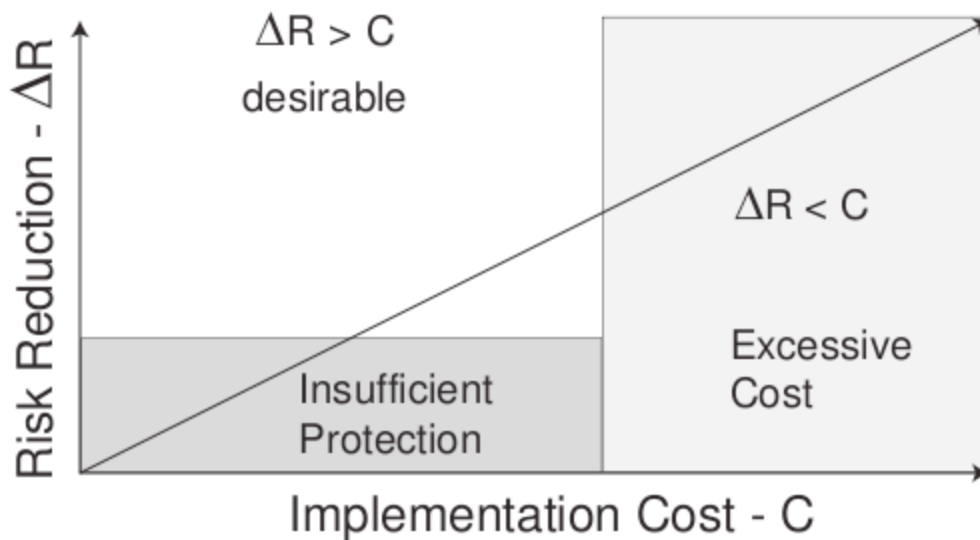 Risk Reduction - ΔR
ΔR > C
desirable
ΔR < C
Excessive
Cost
Insufficient
Protection
Implementation Cost - C